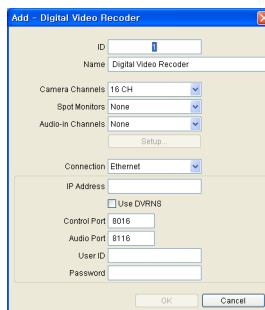 Add - Digital Video Recoder
ID 1
Name Digital Video Recoder
Camera Channels 16 CH
Spot Monitors None
Audio-in Channels None
Setup...
Connection Ethernet
IP Address
Use DVRNS
Control Port 8016
Audio Port 8116
User ID
Password
OK Cancel